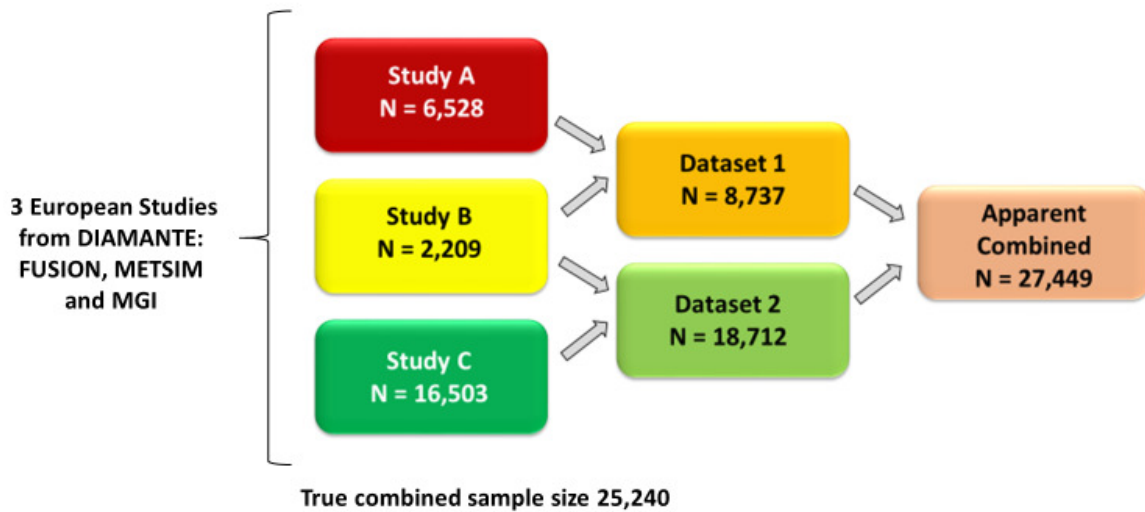 3 European Studies
from DIAMANTE:
FUSION, METSIM
and MGI
Study A
N = 6,528
Study B
N = 2,209
Study C
N = 16,503
Dataset 1
N = 8,737
Dataset 2
N = 18,712
Apparent
Combined
N = 27,449
True combined sample size 25,240